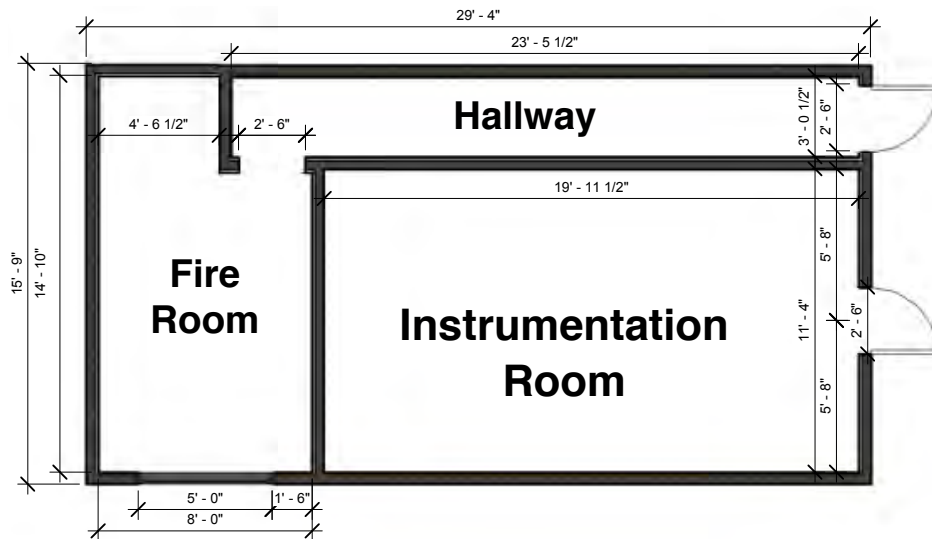 29' - 4"
23' - 5 1/2"
Hallway
4' - 6 1/2"
2' - 6"
3' - 0 1/2"
2' - 6"
15' - 9"
14' - 10"
19' - 11 1/2"
5' - 8"
Fire
Room
Instrumentation
Room
11' - 4"
2' - 6"
5' - 8"
5' - 0"
1' - 6"
8' - 0"